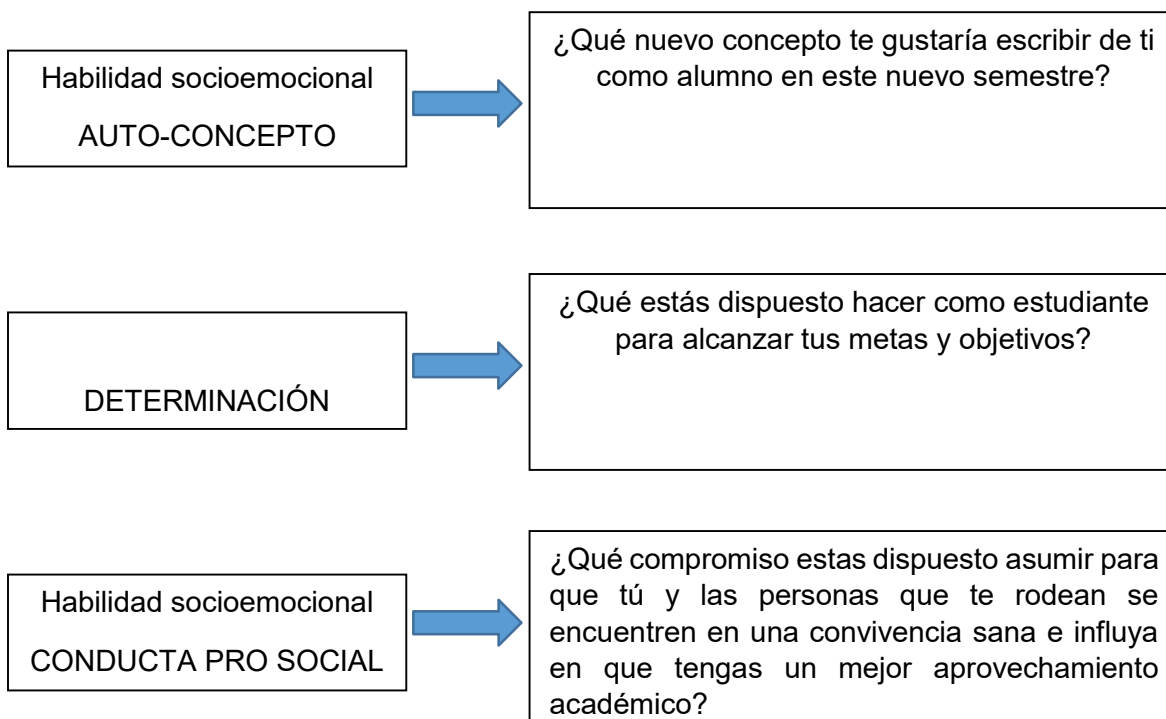 Habilidad socioemocional
AUTO-CONCEPTO
¿Qué nuevo concepto te gustaría escribir de ti
como alumno en este nuevo semestre?
DETERMINACIÓN
¿Qué estás dispuesto hacer como estudiante
para alcanzar tus metas y objetivos?
Habilidad socioemocional
CONDUCTA PRO SOCIAL
¿Qué compromiso estas dispuesto asumir para
que tú y las personas que te rodean se
encuentren en una convivencia sana e influya
en que tengas un mejor aprovechamiento
académico?